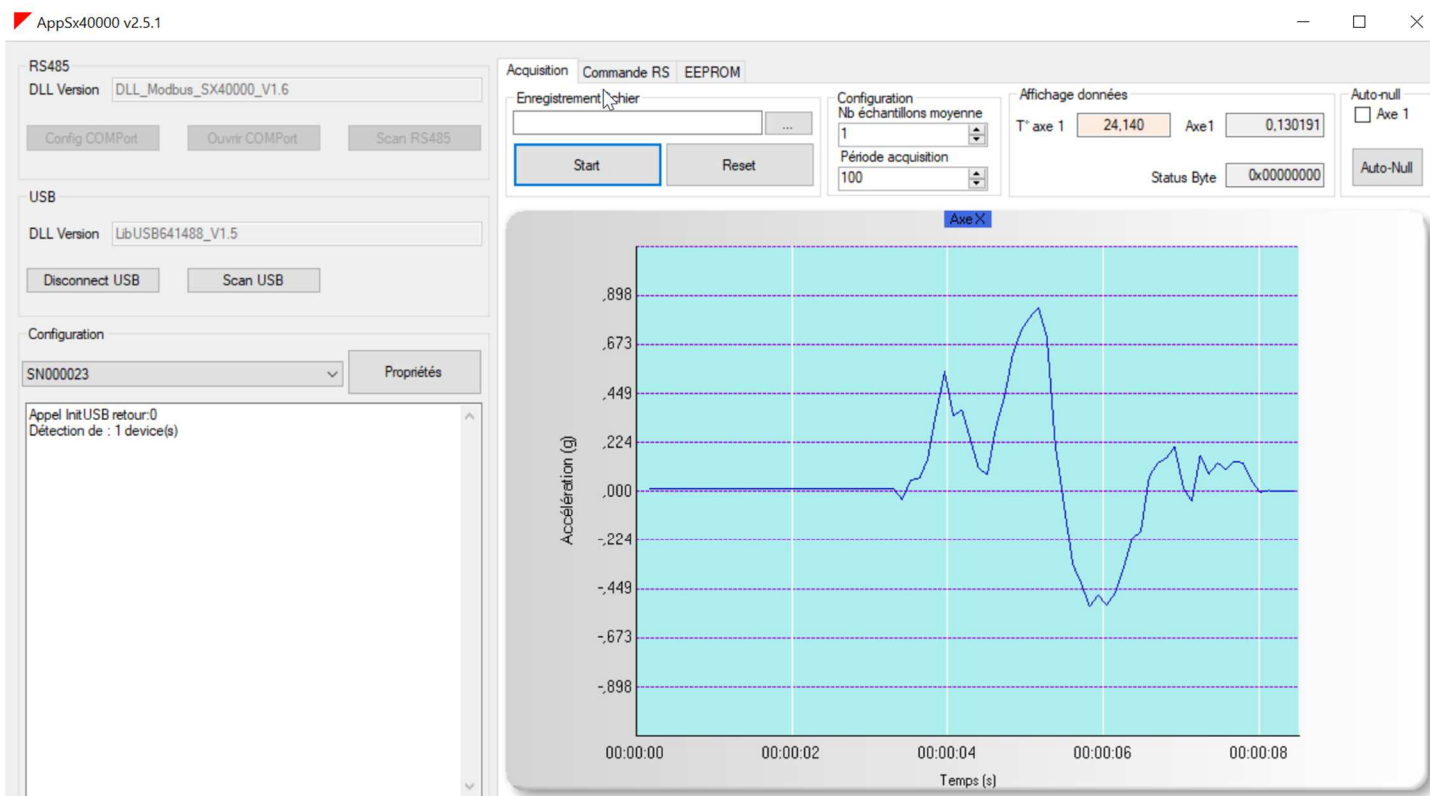 AppSx40000 v2.5.1
RS485
DLL Version DLL_Modbus_SX40000_V1.6
Config COMPort Ouvrir COMPort Scan RS485
USB
DLL Version LibUSB641488_V1.5
Disconnect USB Scan USB
Configuration
SN000023 Propriétés
Appel InitUSB retour:0
Détection de : 1 device(s)
Acquisition Commande RS EEPROM
Enregistrement fichier
...
Start Reset
Configuration
Nb échantillons moyenne
1
Période acquisition
100
Affichage données
T° axe 1 24,140 Axe1 0,130191
Status Byte 0x00000000
Auto-null
Axe 1
Auto-Null
Axe X
Accélération (g)
,898
,673
,449
,224
,000
-,224
-,449
-,673
-,898
00:00:00 00:00:02 00:00:04 00:00:06 00:00:08
Temps (s)